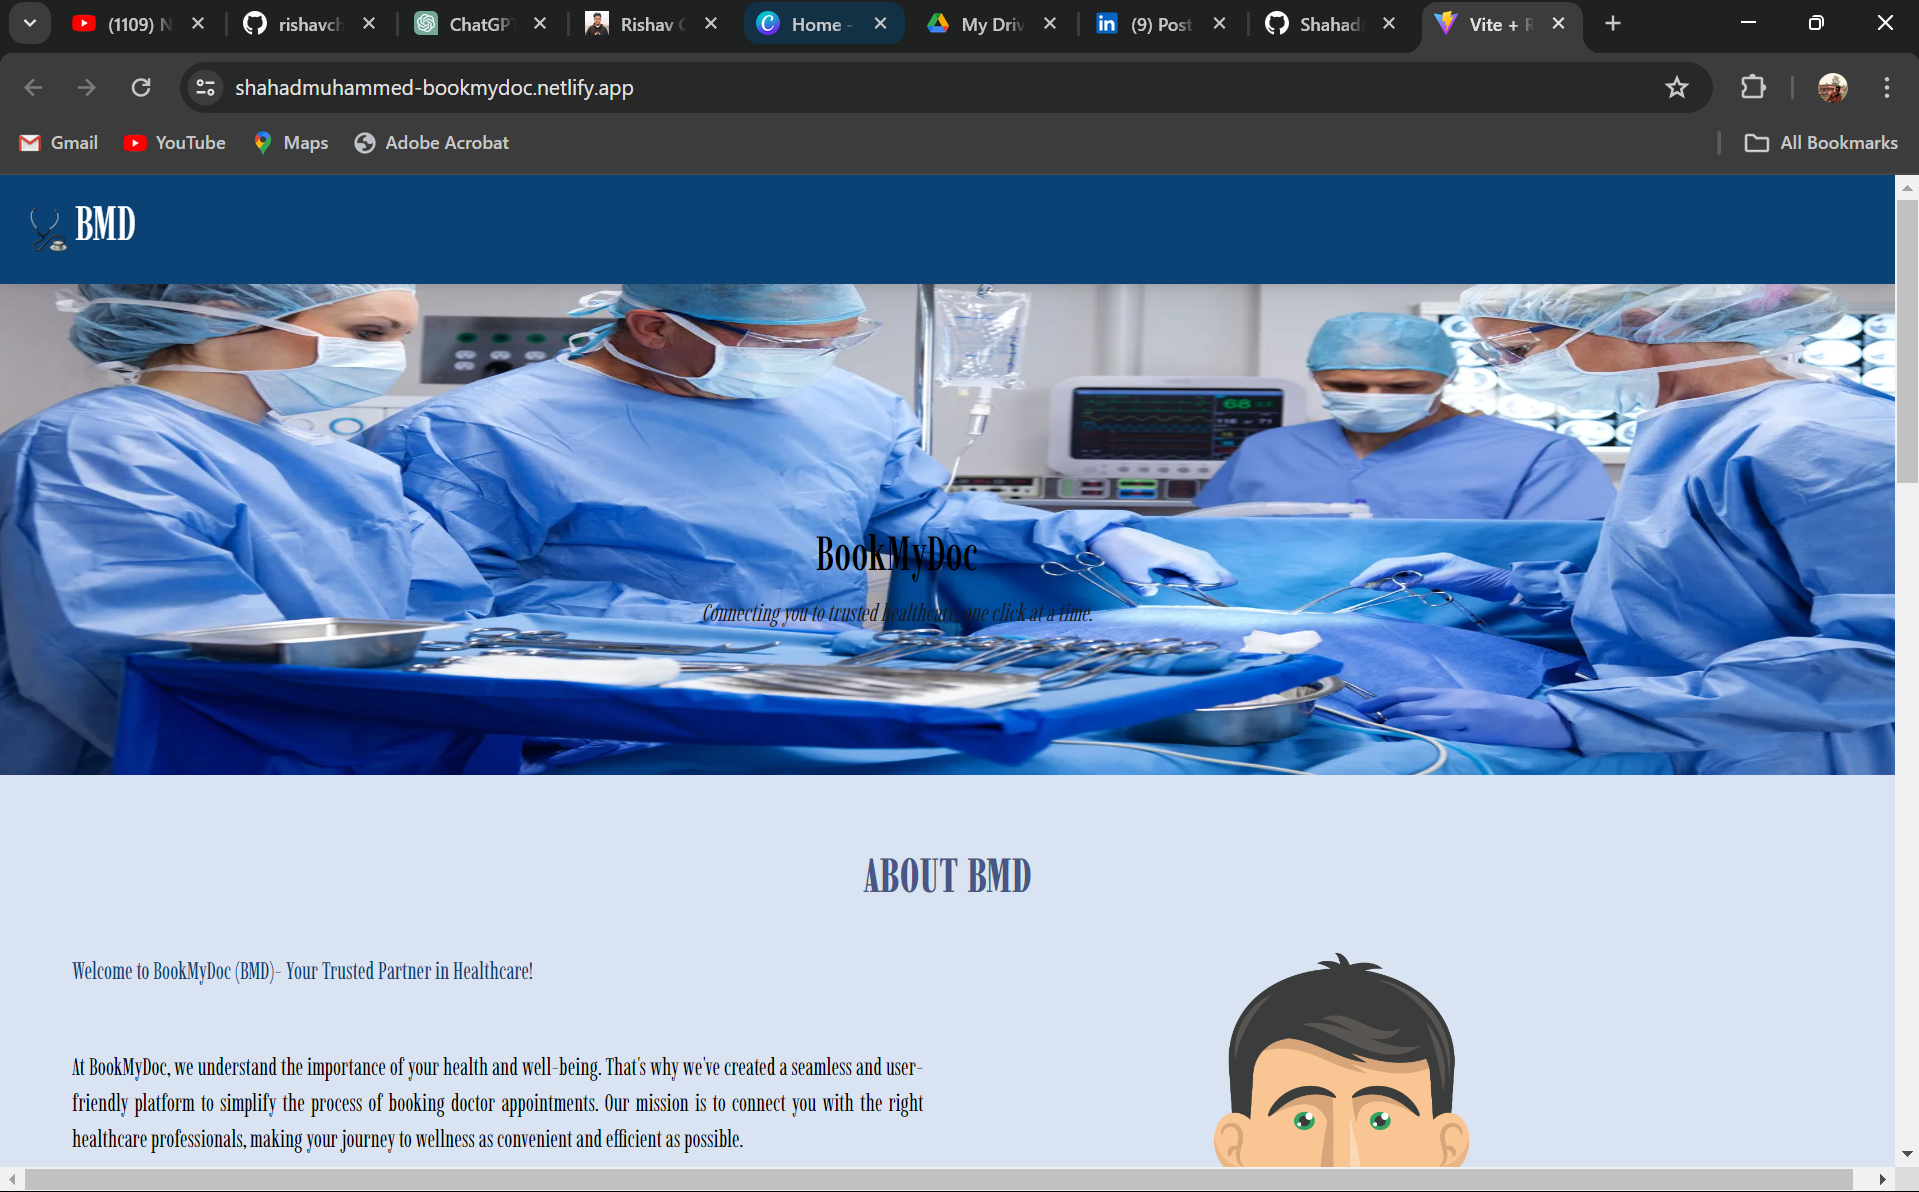 (1109) N
rishavch
ChatGP
Rishav
Home -
My Driv
(9) Post
Shahad
Vite +
shahadmuhammed-bookmydoc.netlify.app
Gmail
YouTube
Maps
Adobe Acrobat
All Bookmarks
BMD
68
BookMyDoc
Connecting you to trusted healthcare, one click at a time.
ABOUT BMD
Welcome to BookMyDoc (BMD)- Your Trusted Partner in Healthcare!
At BookMyDoc, we understand the importance of your health and well-being. That's why we've created a seamless and user-
friendly platform to simplify the process of booking doctor appointments. Our mission is to connect you with the right
healthcare professionals, making your journey to wellness as convenient and efficient as possible.